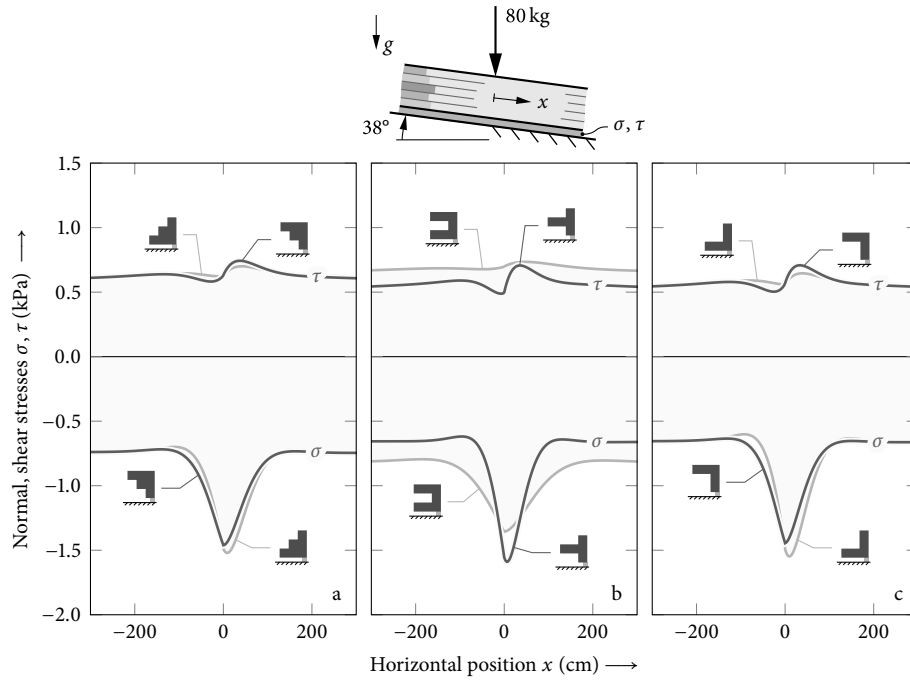 80 kg
g
x
38°
σ, τ
Normal, shear stresses σ, τ (kPa) ⟶
1.5
1.0
0.5
0.0
−0.5
−1.0
−1.5
−2.0
τ
σ
a
−200 0 200
τ
σ
b
−200 0 200
τ
σ
c
−200 0 200
Horizontal position x (cm) ⟶